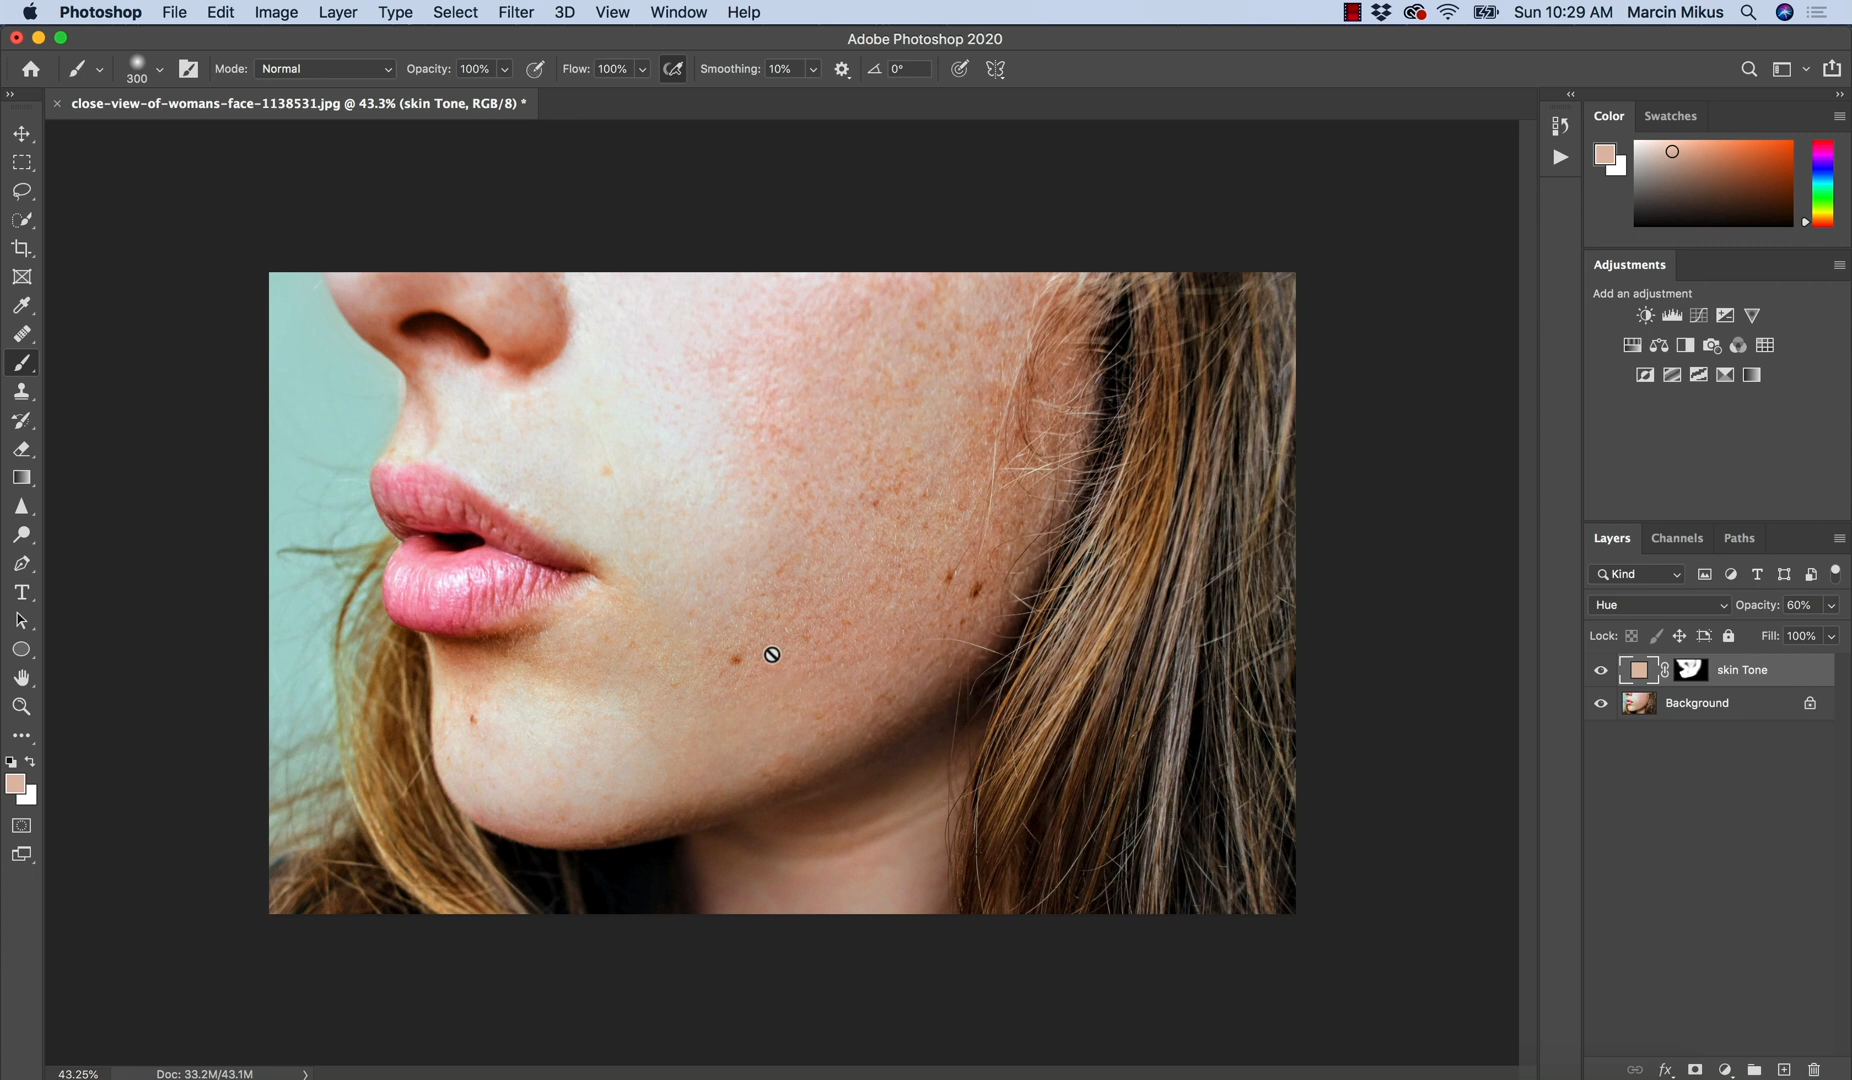 Photoshop File Edit Image Layer Type Select Filter 3D View Window Help Sun 10:29 AM Marcin Mikus
Adobe Photoshop 2020
300 Mode: Normal Opacity: 100% Flow: 100% Smoothing: 10% 0°
close-view-of-womans-face-1138531.jpg @ 43.3% (skin Tone, RGB/8) *
Color Swatches
Adjustments
Add an adjustment
Layers Channels Paths
Kind
Hue Opacity: 60%
Lock: Fill: 100%
skin Tone
Background
fx
43.25% Doc: 33.2M/43.1M